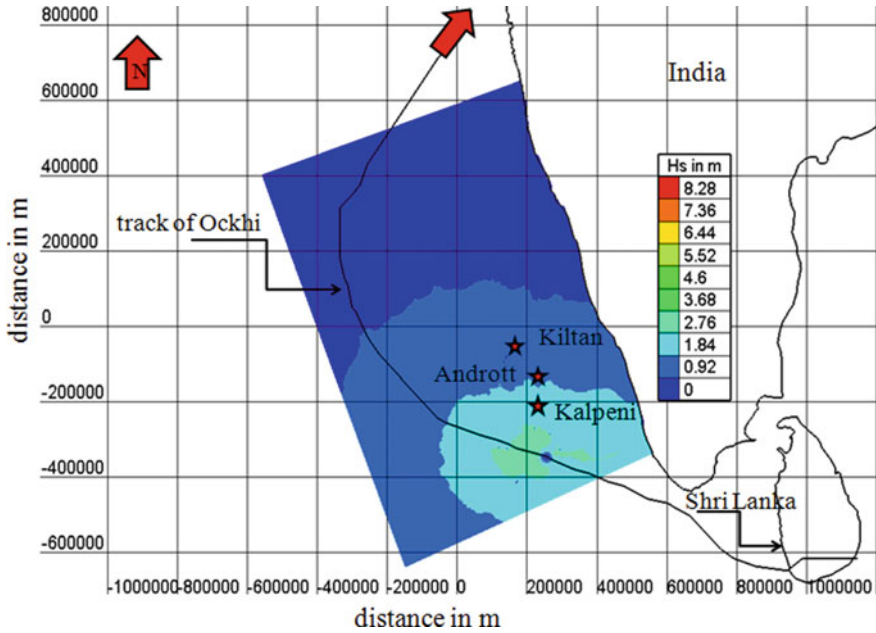 800000
600000
400000
200000
0
-200000
-400000
-600000
distance in m
N
India
track of Ockhi
Hs in m
8.28
7.36
6.44
5.52
4.6
3.68
2.76
1.84
0.92
0
Kiltan
Andrott
Kalpeni
Shri Lanka
-1000000 -800000 -600000 -400000 -200000 0 200000 400000 600000 800000 1000000
distance in m